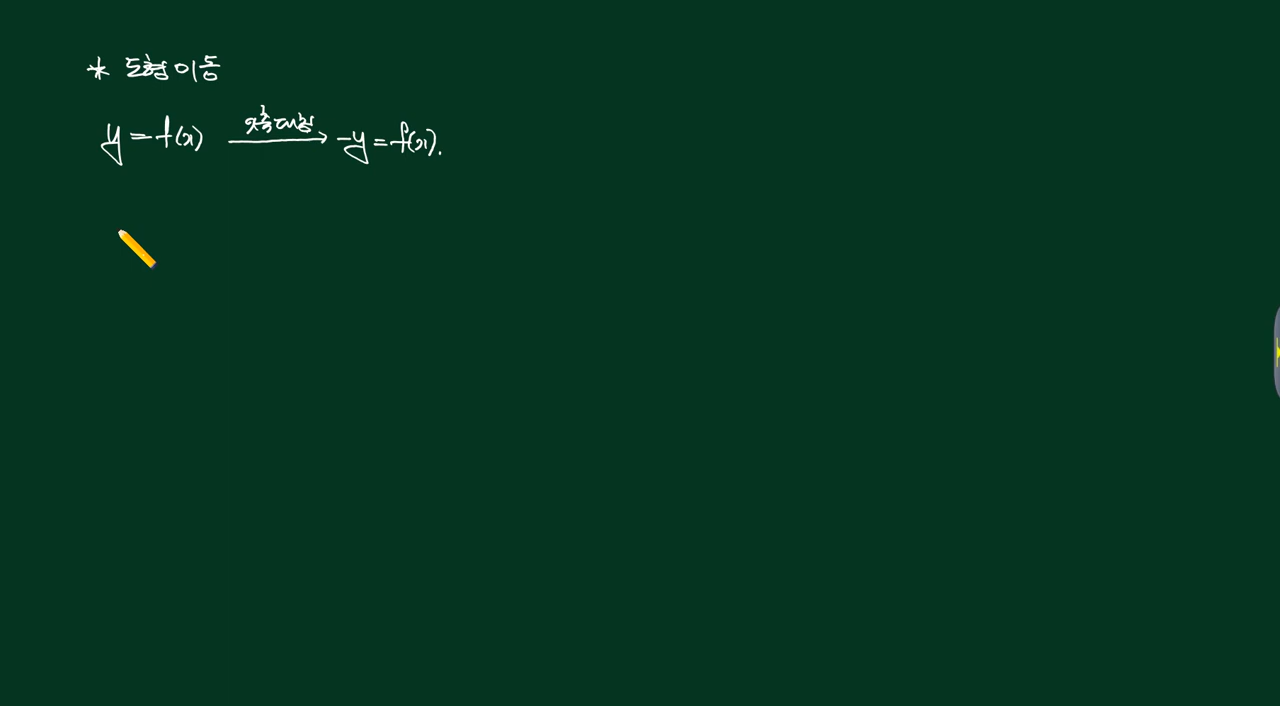 * 도형이동
y=f(x) x축대칭 → -y=f(x).